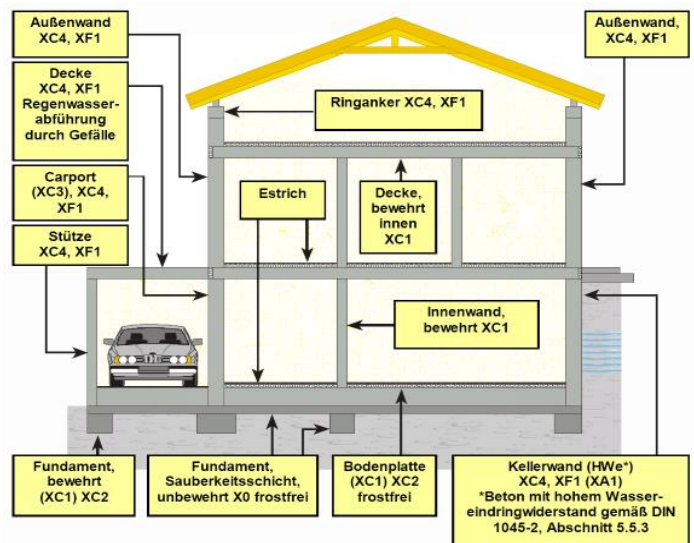 Außenwand
XC4, XF1
Außenwand,
XC4, XF1
Decke
XC4, XF1
Regenwasser-
abführung
durch Gefälle
Ringanker XC4, XF1
Carport
(XC3), XC4,
XF1
Estrich
Decke,
bewehrt
innen
XC1
Stütze
XC4, XF1
Innenwand,
bewehrt XC1
Fundament,
bewehrt
(XC1) XC2
Fundament,
Sauberkeitsschicht,
unbewehrt X0 frostfrei
Bodenplatte
(XC1) XC2
frostfrei
Kellerwand (HWe*)
XC4, XF1 (XA1)
*Beton mit hohem Wasser-
eindringwiderstand gemäß DIN
1045-2, Abschnitt 5.5.3